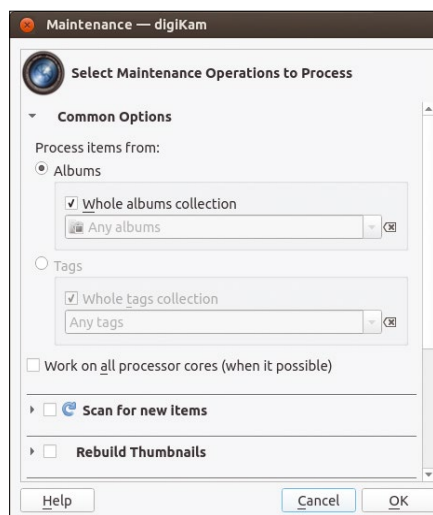 Maintenance — digiKam
Select Maintenance Operations to Process
Common Options
Process items from:
Albums
Whole albums collection
Any albums
Tags
Whole tags collection
Any tags
Work on all processor cores (when it possible)
Scan for new items
Rebuild Thumbnails
Help
Cancel
OK